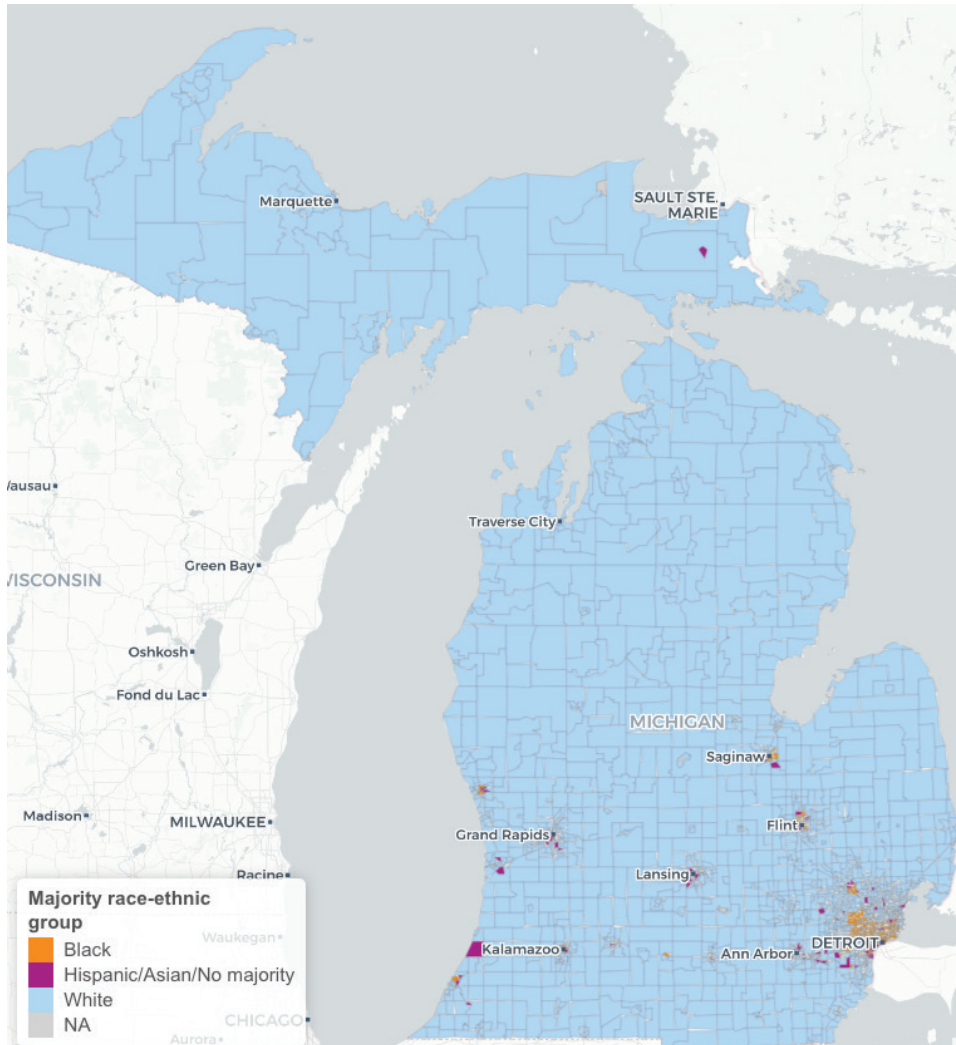 Marquette
SAULT STE.
MARIE
Wausau
Traverse City
Green Bay
WISCONSIN
Oshkosh
Fond du Lac
MICHIGAN
Saginaw
Madison
MILWAUKEE
Grand Rapids
Flint
Racine
Lansing
Majority race-ethnic
group
Black
Hispanic/Asian/No majority
White
NA
Waukegan
Kalamazoo
Ann Arbor
DETROIT
CHICAGO
Aurora